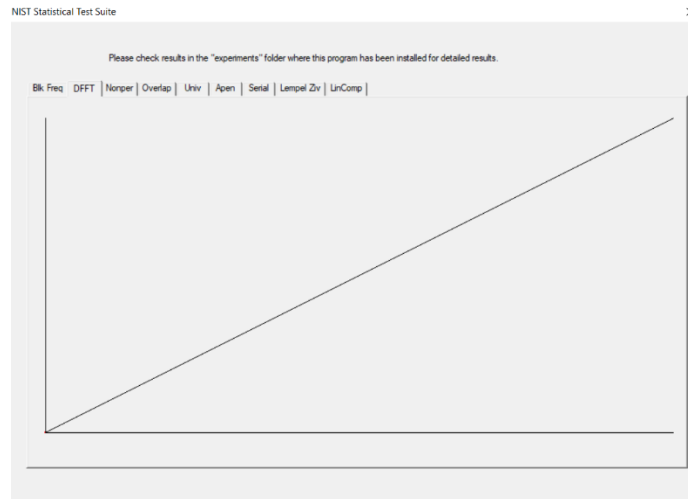 NIST Statistical Test Suite
Please check results in the "experiments" folder where this program has been installed for detailed results.
Blk Freq DFFT Nonper Overlap Univ Apen Serial Lempel Ziv LinComp